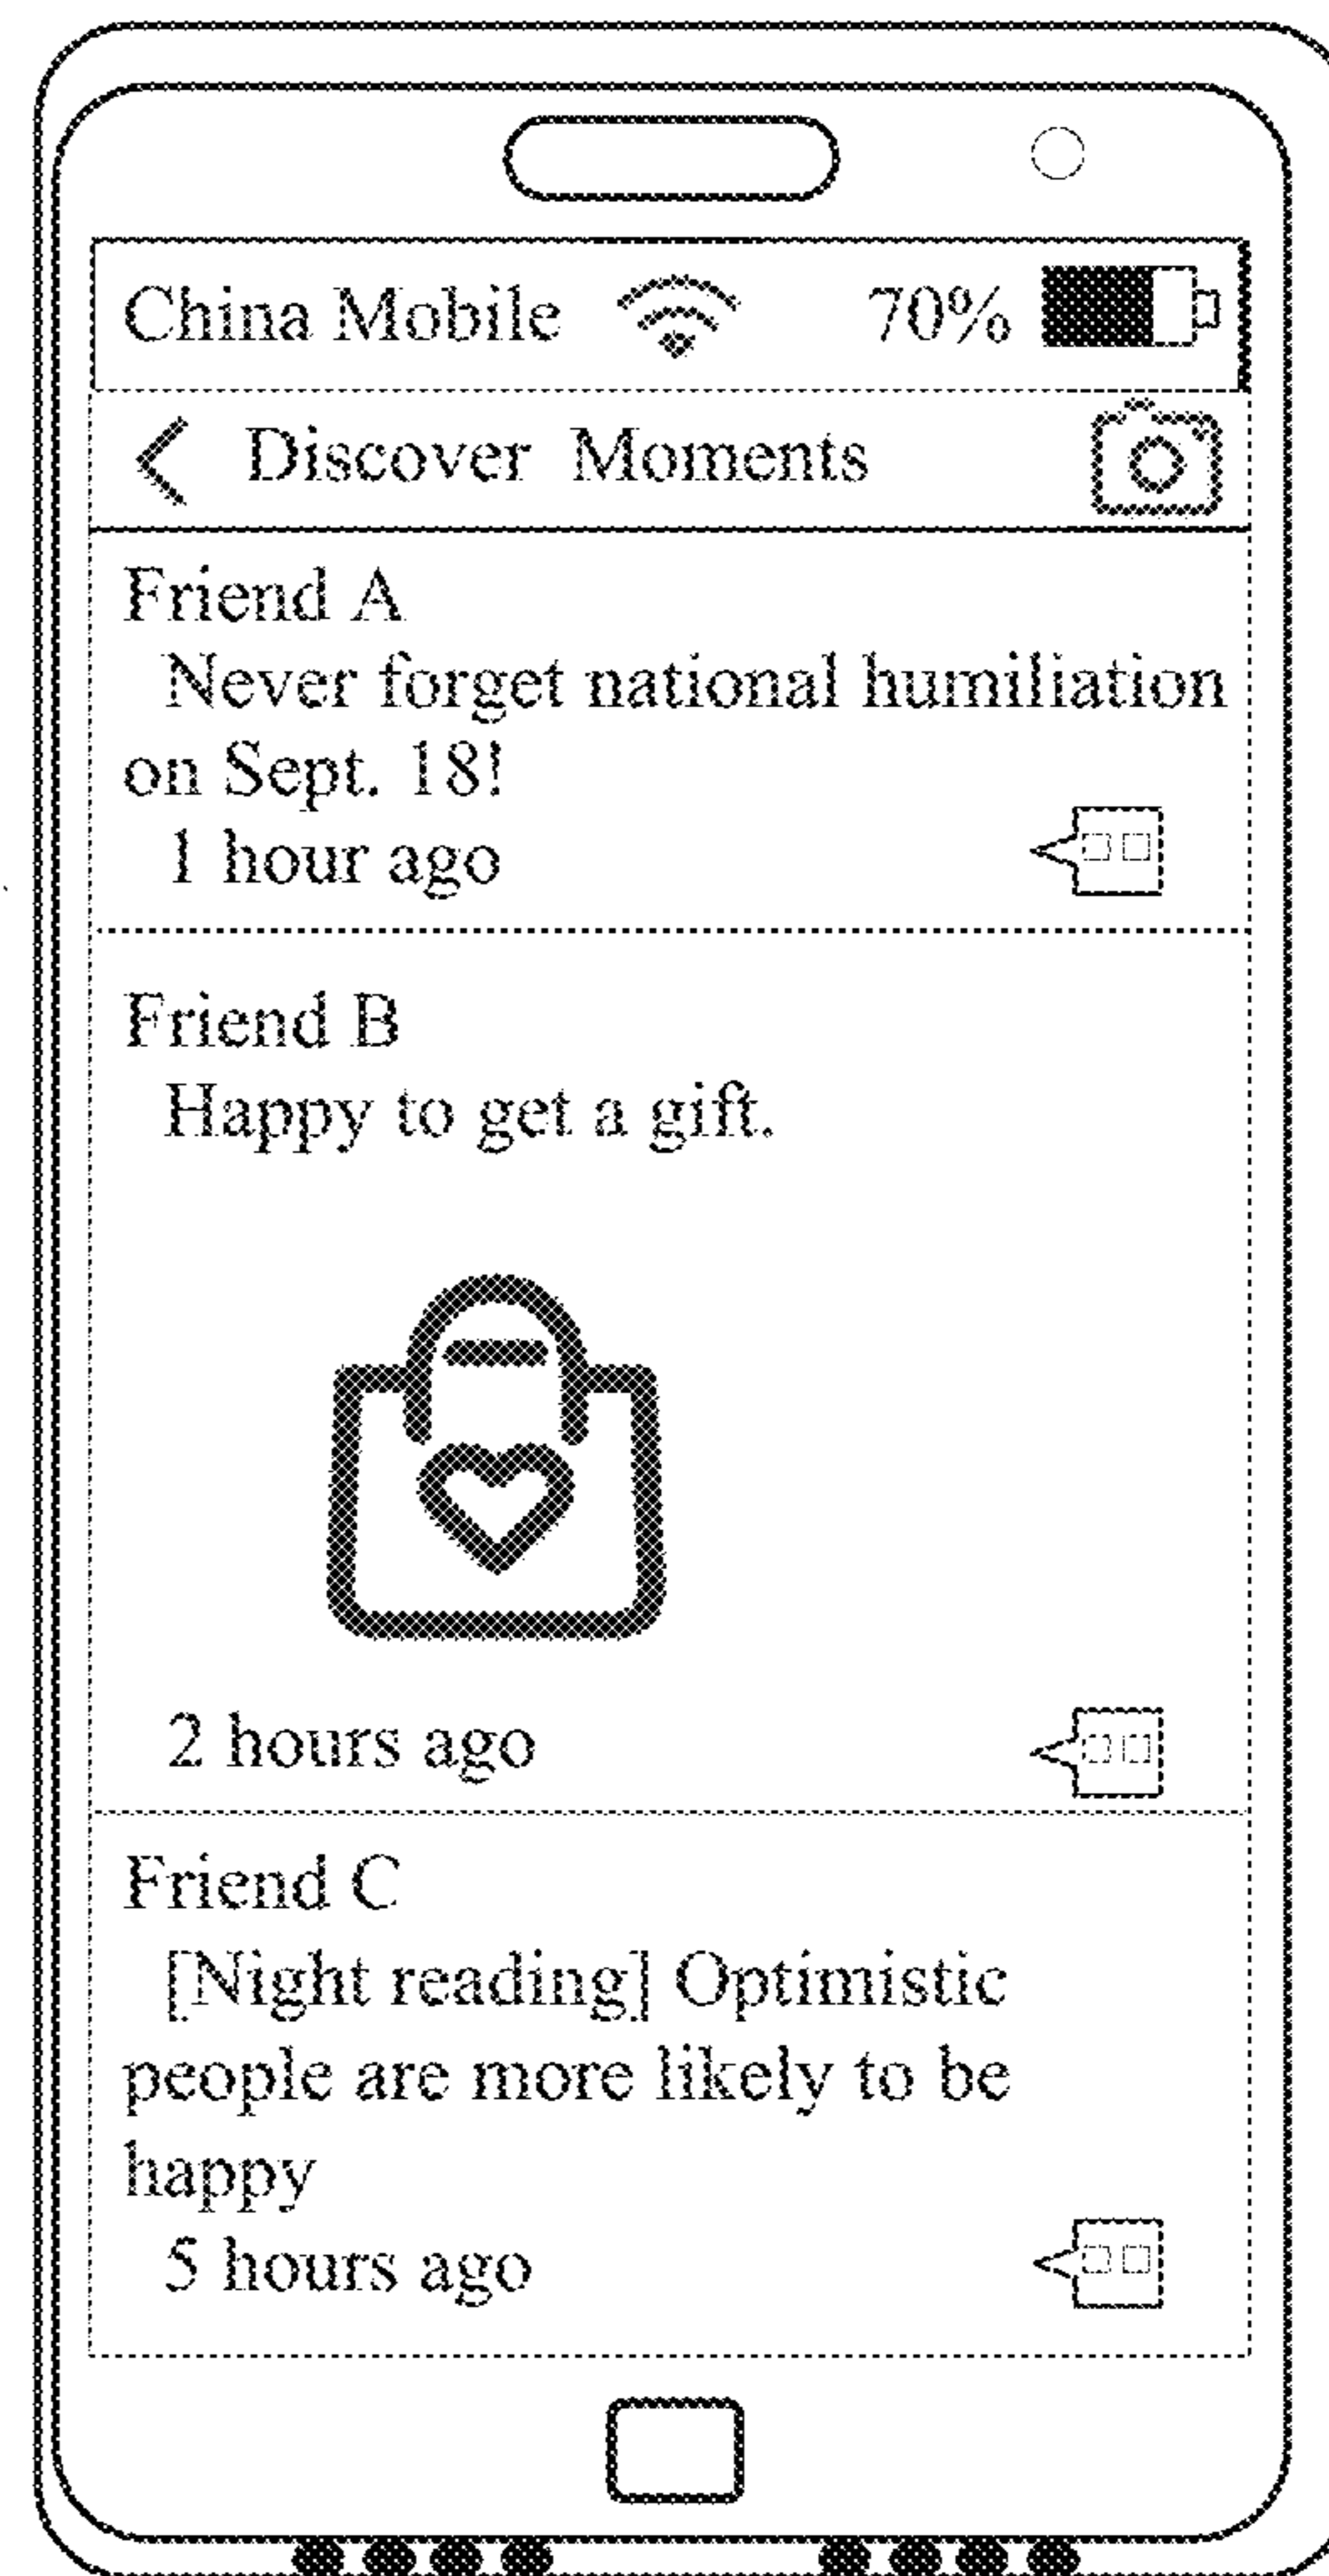 China Mobile 70%
Discover Moments
Friend A
Never forget national humiliation
on Sept. 18!
1 hour ago
Friend B
Happy to get a gift.
2 hours ago
Friend C
[Night reading] Optimistic
people are more likely to be
happy
5 hours ago